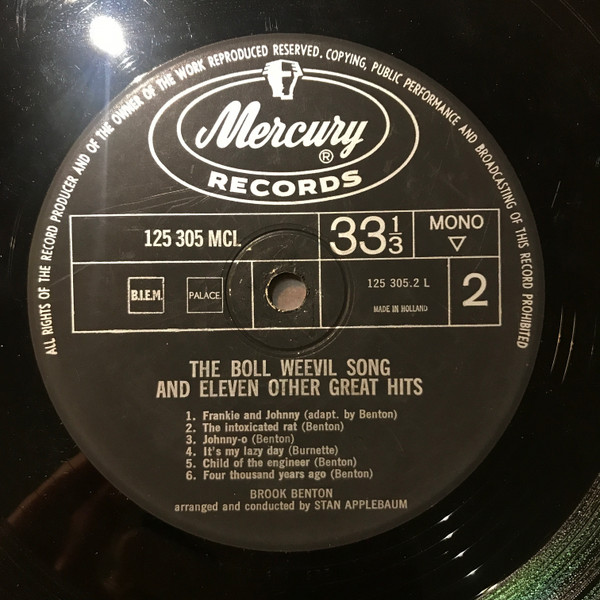 ALL RIGHTS OF THE RECORD PRODUCER AND OF THE OWNER OF THE WORK REPRODUCED RESERVED. COPYING, PUBLIC PERFORMANCE AND BROADCASTING OF THIS RECORD PROHIBITED
Mercury ®
RECORDS
125 305 MCL
33 1/3
MONO
▽
B.I.E.M.
PALACE
125 305.2 L
MADE IN HOLLAND
2
THE BOLL WEEVIL SONG
AND ELEVEN OTHER GREAT HITS
1. Frankie and Johnny (adapt. by Benton)
2. The intoxicated rat (Benton)
3. Johnny-o (Benton)
4. It's my lazy day (Burnette)
5. Child of the engineer (Benton)
6. Four thousand years ago (Benton)
BROOK BENTON
arranged and conducted by STAN APPLEBAUM